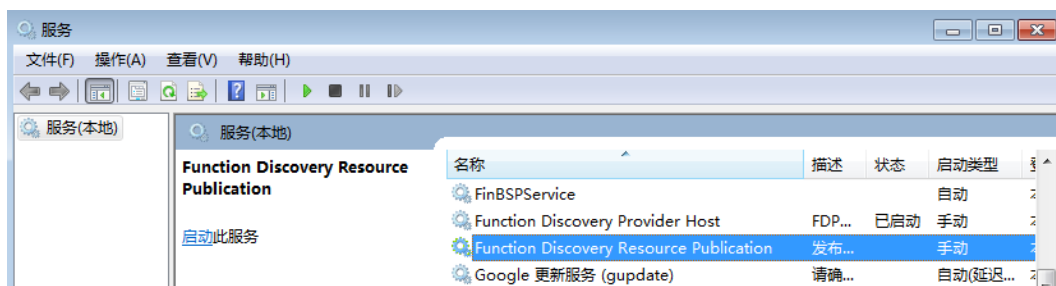 服务
文件(F) 操作(A) 查看(V) 帮助(H)
服务(本地)
服务(本地)
Function Discovery Resource
Publication
启动此服务
名称 描述 状态 启动类型
FinBSPService 自动
Function Discovery Provider Host FDP... 已启动 手动
Function Discovery Resource Publication 发布... 手动
Google 更新服务 (gupdate) 请确... 自动(延迟...